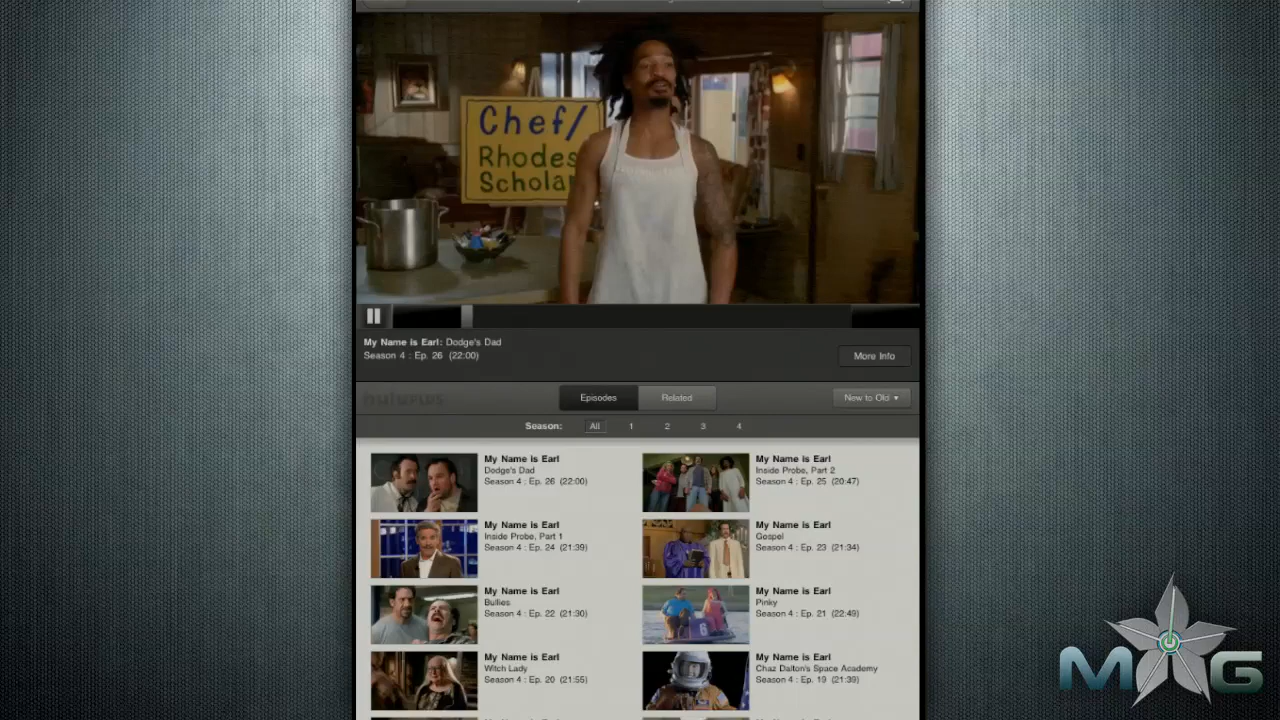 Chef/
Rhodes
Schola
My Name is Earl: Dodge's Dad
Season 4 : Ep. 26 (22:00)
More Info
huluPLUS
Episodes
Related
New to Old ▾
Season: All 1 2 3 4
My Name is Earl
Dodge's Dad
Season 4 : Ep. 26 (22:00)
My Name is Earl
Inside Probe, Part 2
Season 4 : Ep. 25 (20:47)
My Name is Earl
Inside Probe, Part 1
Season 4 : Ep. 24 (21:39)
My Name is Earl
Gospel
Season 4 : Ep. 23 (21:34)
My Name is Earl
Bullies
Season 4 : Ep. 22 (21:30)
My Name is Earl
Pinky
Season 4 : Ep. 21 (22:49)
6
My Name is Earl
Witch Lady
Season 4 : Ep. 20 (21:55)
My Name is Earl
Chaz Dalton's Space Academy
Season 4 : Ep. 19 (21:39)
M G